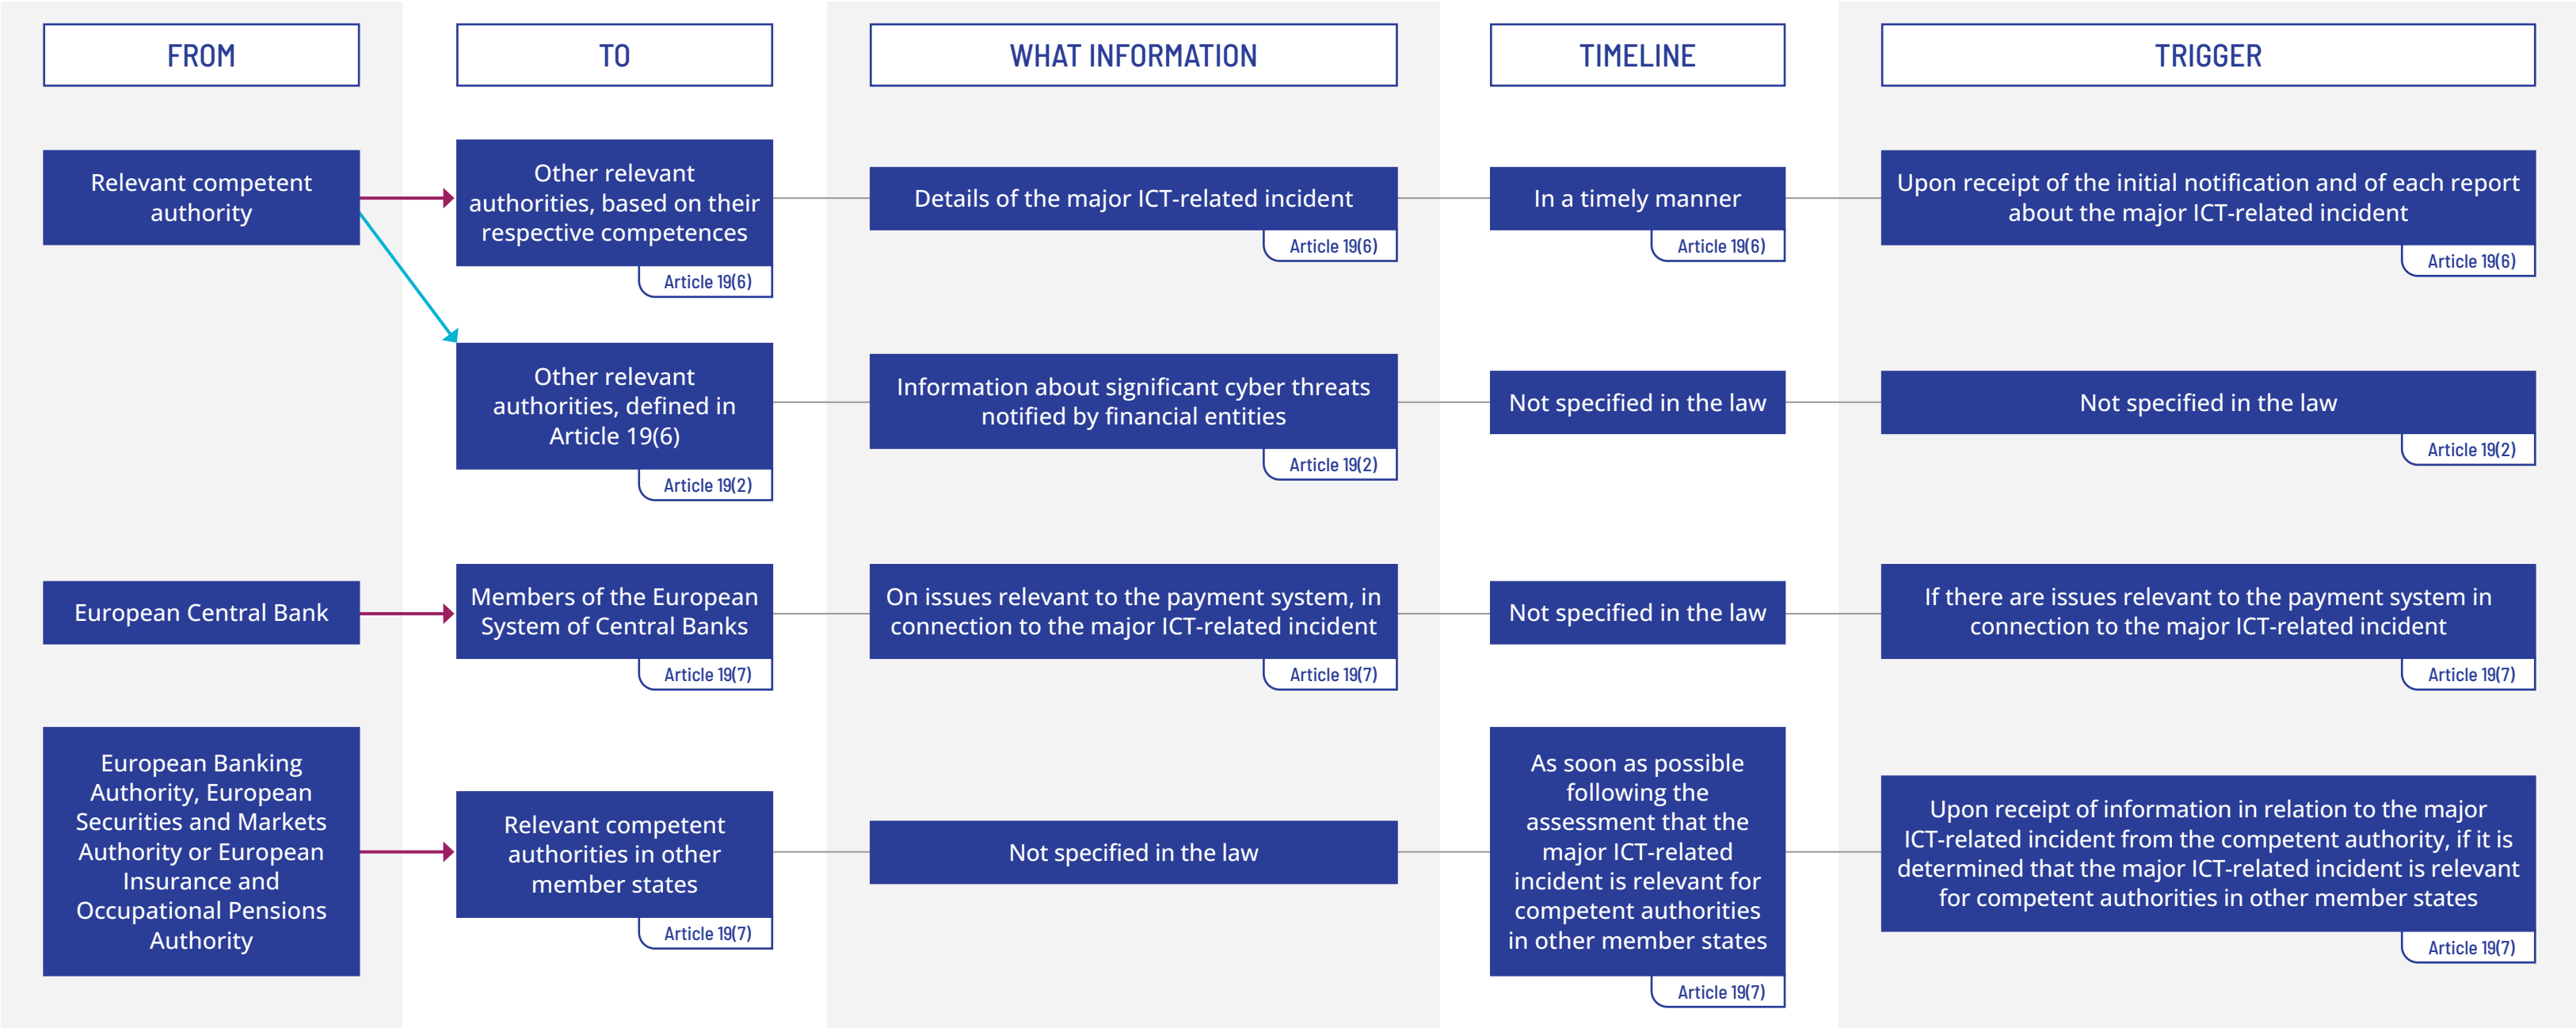 FROM
TO
WHAT INFORMATION
TIMELINE
TRIGGER
Relevant competent
authority
Other relevant
authorities, based on their
respective competences
Article 19(6)
Details of the major ICT-related incident
Article 19(6)
In a timely manner
Article 19(6)
Upon receipt of the initial notification and of each report
about the major ICT-related incident
Article 19(6)
Other relevant
authorities, defined in
Article 19(6)
Article 19(2)
Information about significant cyber threats
notified by financial entities
Article 19(2)
Not specified in the law
Not specified in the law
Article 19(2)
European Central Bank
Members of the European
System of Central Banks
Article 19(7)
On issues relevant to the payment system, in
connection to the major ICT-related incident
Article 19(7)
Not specified in the law
If there are issues relevant to the payment system in
connection to the major ICT-related incident
Article 19(7)
European Banking
Authority, European
Securities and Markets
Authority or European
Insurance and
Occupational Pensions
Authority
Relevant competent
authorities in other
member states
Article 19(7)
Not specified in the law
As soon as possible
following the
assessment that the
major ICT-related
incident is relevant for
competent authorities
in other member states
Article 19(7)
Upon receipt of information in relation to the major
ICT-related incident from the competent authority, if it is
determined that the major ICT-related incident is relevant
for competent authorities in other member states
Article 19(7)